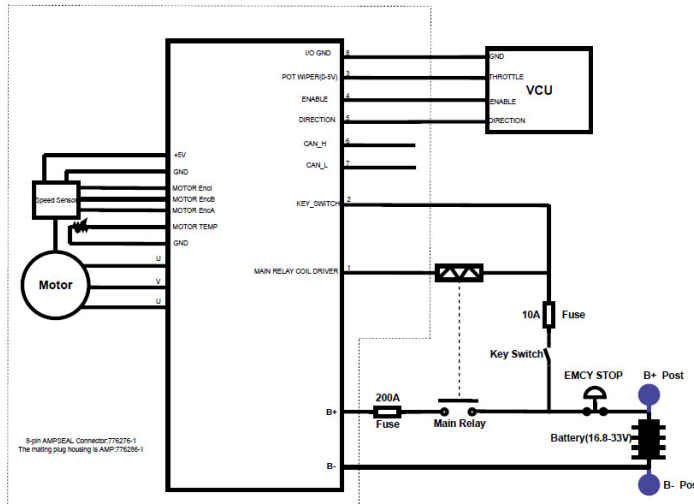 I/O GND 8 GND
POT WIPER(0-5V) 3 THROTTLE
VCU
ENABLE 4 ENABLE
DIRECTION 5 DIRECTION
CAN_H 6
CAN_L 7
+5V
GND
MOTOR EncI
Speed Sensor MOTOR EncB
MOTOR EncA
KEY_SWITCH 2
MOTOR TEMP
GND
U
MAIN RELAY COIL DRIVER 1
Motor V
U
10A Fuse
Key Switch
EMCY STOP B+ Post
200A
B+
Fuse Main Relay
Battery(16.8-33V)
8-pin AMPSEAL Connector:776276-1
The mating plug housing is AMP:776286-1
B-
B- Post